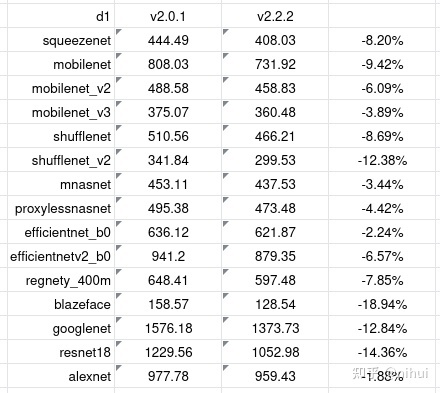 d1 v2.0.1 v2.2.2
squeezenet 444.49 408.03 -8.20%
mobilenet 808.03 731.92 -9.42%
mobilenet_v2 488.58 458.83 -6.09%
mobilenet_v3 375.07 360.48 -3.89%
shufflenet 510.56 466.21 -8.69%
shufflenet_v2 341.84 299.53 -12.38%
mnasnet 453.11 437.53 -3.44%
proxylessnasnet 495.38 473.48 -4.42%
efficientnet_b0 636.12 621.87 -2.24%
efficientnetv2_b0 941.2 879.35 -6.57%
regnety_400m 648.41 597.48 -7.85%
blazeface 158.57 128.54 -18.94%
googlenet 1576.18 1373.73 -12.84%
resnet18 1229.56 1052.98 -14.36%
alexnet 977.78 959.43 -1.88%
知乎 @nihui